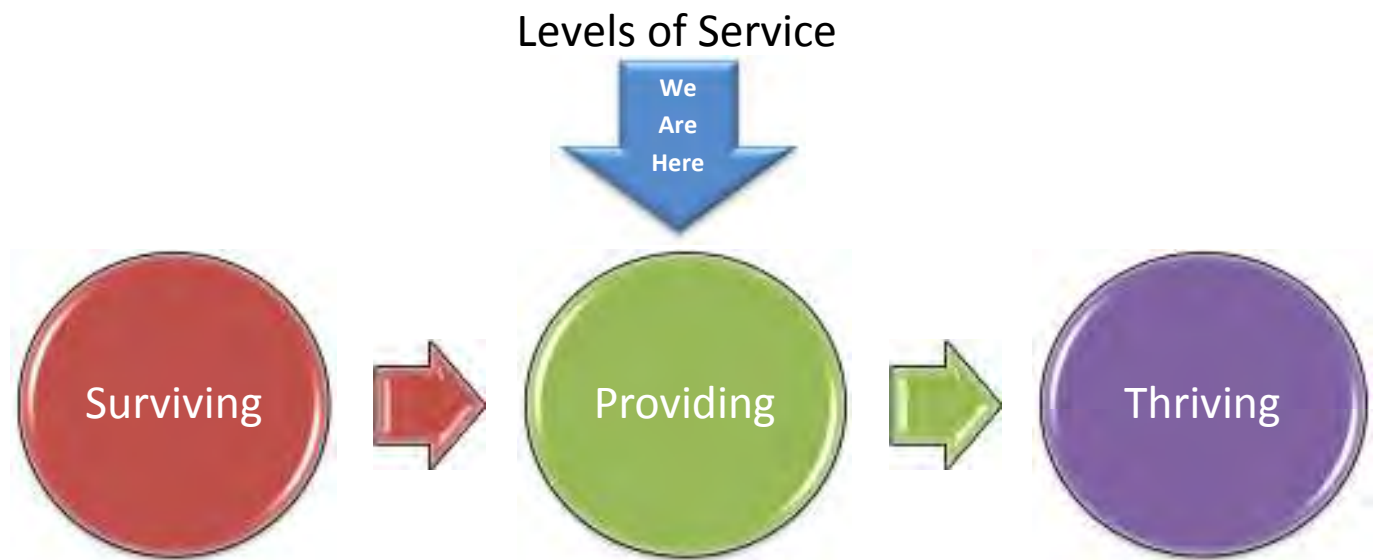 Levels of Service
We
Are
Here
Surviving
Providing
Thriving